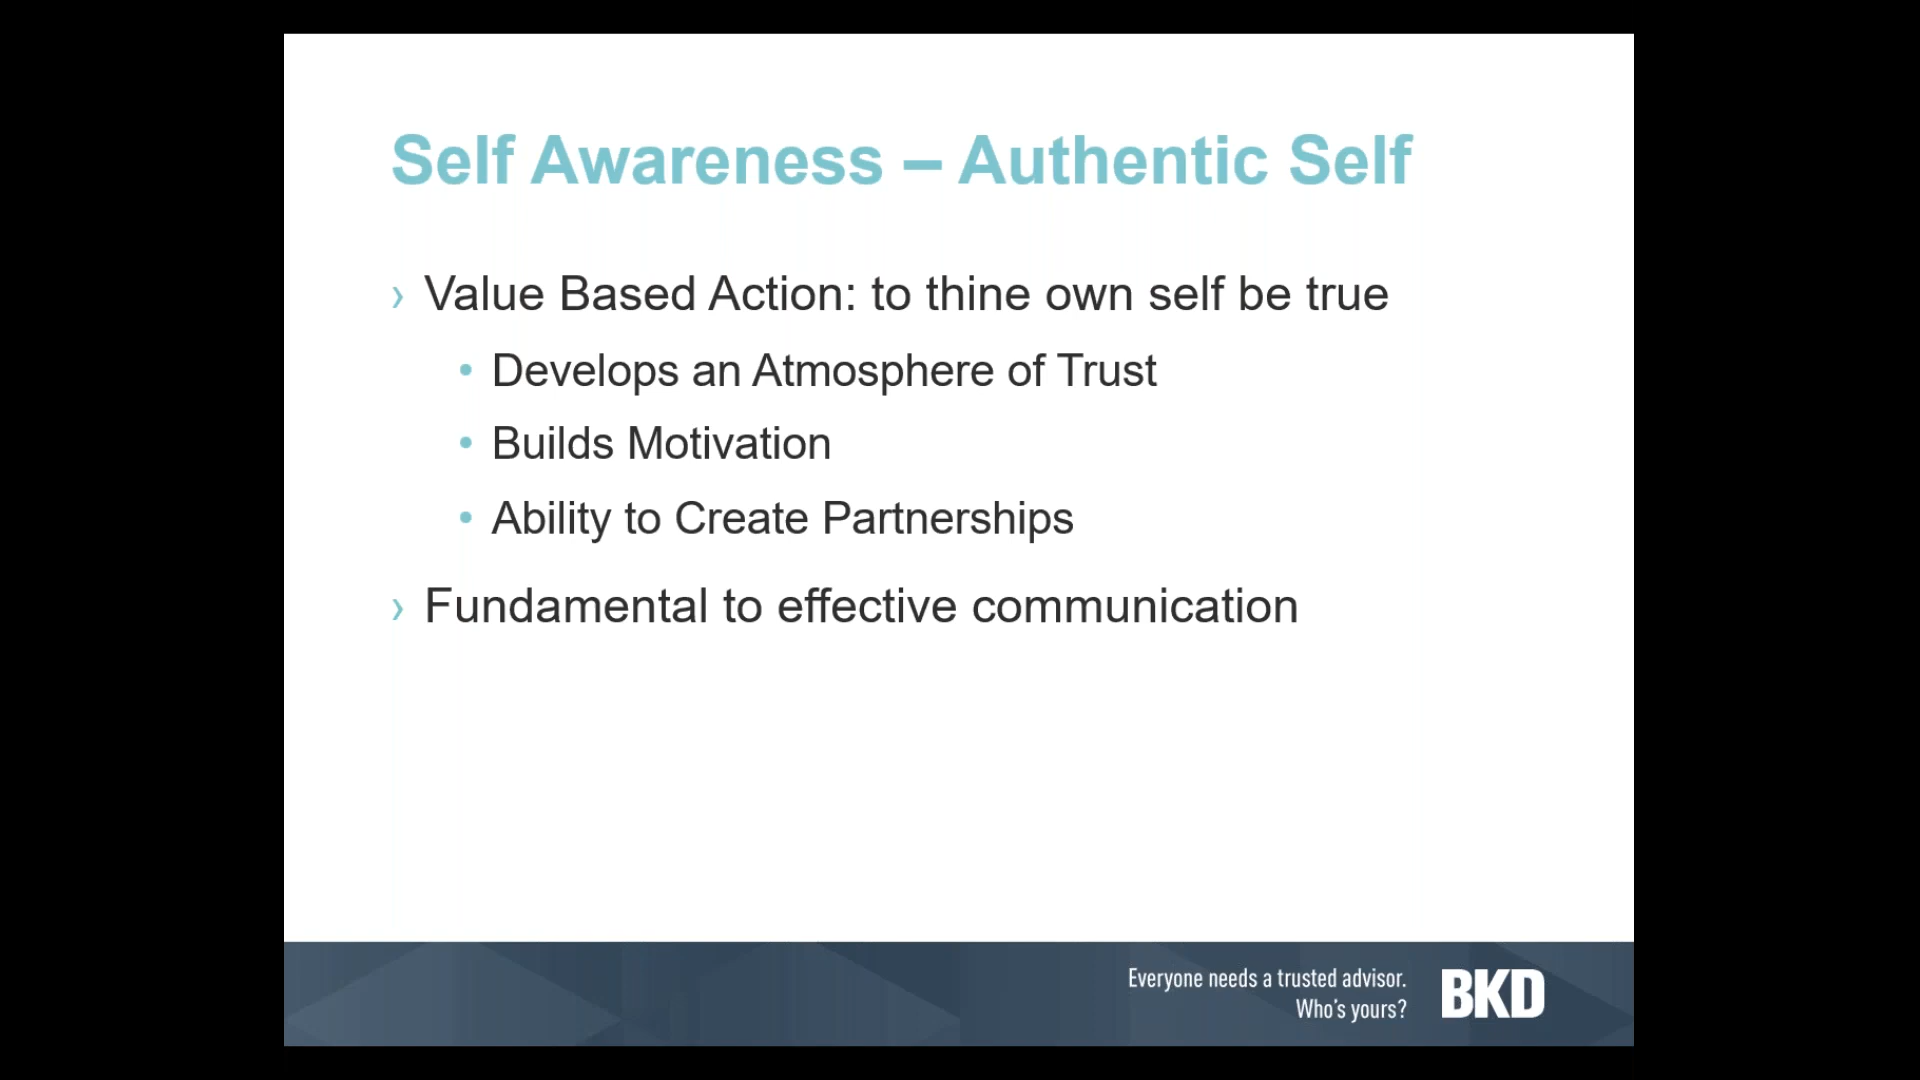 Self Awareness – Authentic Self
› Value Based Action: to thine own self be true
• Develops an Atmosphere of Trust
• Builds Motivation
• Ability to Create Partnerships
› Fundamental to effective communication
Everyone needs a trusted advisor.
Who's yours?
BKD